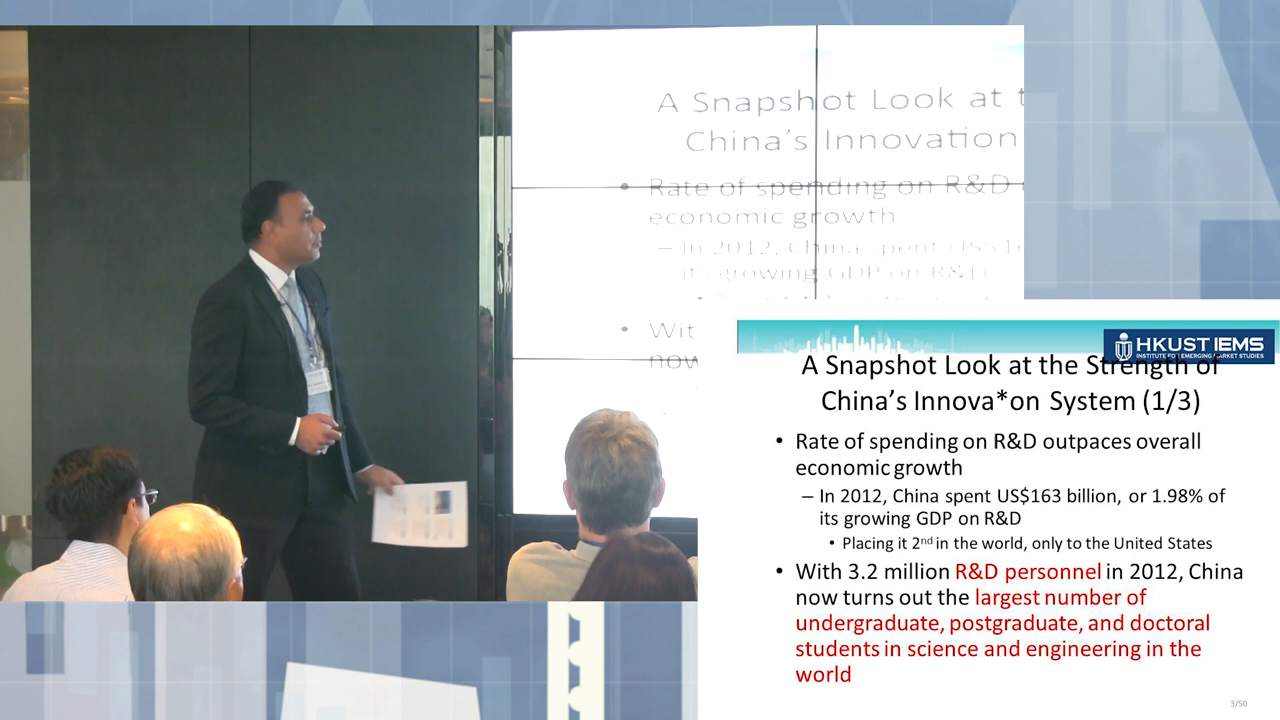 A Snapshot Look at t
China's Innovation
• Rate of spending on R&D
economic growth
– In 2012, China spent US$1
its growing GDP on R&D
• Wit
now
HKUST IEMS
INSTITUTE FOR EMERGING MARKET STUDIES
A Snapshot Look at the Strength of
China's Innova*on System (1/3)
• Rate of spending on R&D outpaces overall
economic growth
– In 2012, China spent US$163 billion, or 1.98% of
its growing GDP on R&D
• Placing it 2nd in the world, only to the United States
• With 3.2 million R&D personnel in 2012, China
now turns out the largest number of
undergraduate, postgraduate, and doctoral
students in science and engineering in the
world
3/50